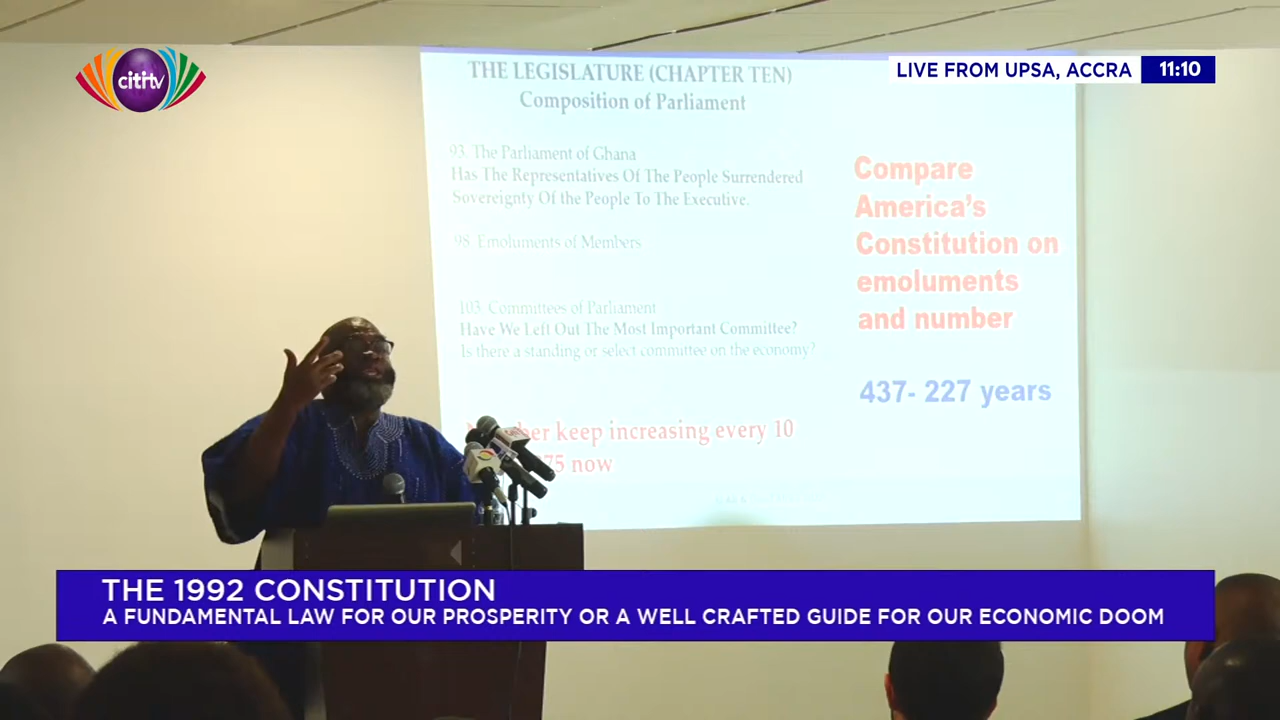 citi tv
LIVE FROM UPSA, ACCRA 11:10
THE LEGISLATURE (CHAPTER TEN)
Composition of Parliament
93. The Parliament of Ghana
Has The Representatives Of The People Surrendered
Sovereignty Of the People To The Executive.
98. Emoluments of Members
103. Committees of Parliament
Have We Left Out The Most Important Committee?
Is there a standing or select committee on the economy?
keep increasing every 10
now
Compare
America's
Constitution on
emoluments
and number
437- 227 years
THE 1992 CONSTITUTION
A FUNDAMENTAL LAW FOR OUR PROSPERITY OR A WELL CRAFTED GUIDE FOR OUR ECONOMIC DOOM